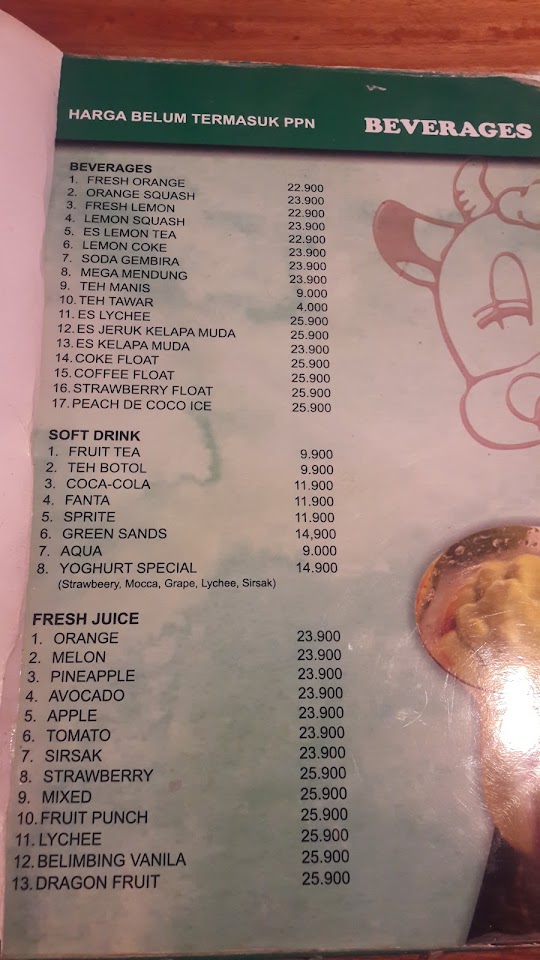 HARGA BELUM TERMASUK PPN
BEVERAGES
BEVERAGES
1. FRESH ORANGE 22.900
2. ORANGE SQUASH 23.900
3. FRESH LEMON 22.900
4. LEMON SQUASH 23.900
5. ES LEMON TEA 22.900
6. LEMON COKE 23.900
7. SODA GEMBIRA 23.900
8. MEGA MENDUNG 23.900
9. TEH MANIS 9.000
10. TEH TAWAR 4.000
11. ES LYCHEE 25.900
12. ES JERUK KELAPA MUDA 25.900
13. ES KELAPA MUDA 23.900
14. COKE FLOAT 25.900
15. COFFEE FLOAT 25.900
16. STRAWBERRY FLOAT 25.900
17. PEACH DE COCO ICE 25.900
SOFT DRINK
1. FRUIT TEA 9.900
2. TEH BOTOL 9.900
3. COCA-COLA 11.900
4. FANTA 11.900
5. SPRITE 11.900
6. GREEN SANDS 14,900
7. AQUA 9.000
8. YOGHURT SPECIAL 14.900
(Strawbeery, Mocca, Grape, Lychee, Sirsak)
FRESH JUICE
1. ORANGE 23.900
2. MELON 23.900
3. PINEAPPLE 23.900
4. AVOCADO 23.900
5. APPLE 23.900
6. TOMATO 23.900
7. SIRSAK 23.900
8. STRAWBERRY 25.900
9. MIXED 25.900
10. FRUIT PUNCH 25.900
11. LYCHEE 25.900
12. BELIMBING VANILA 25.900
13. DRAGON FRUIT 25.900